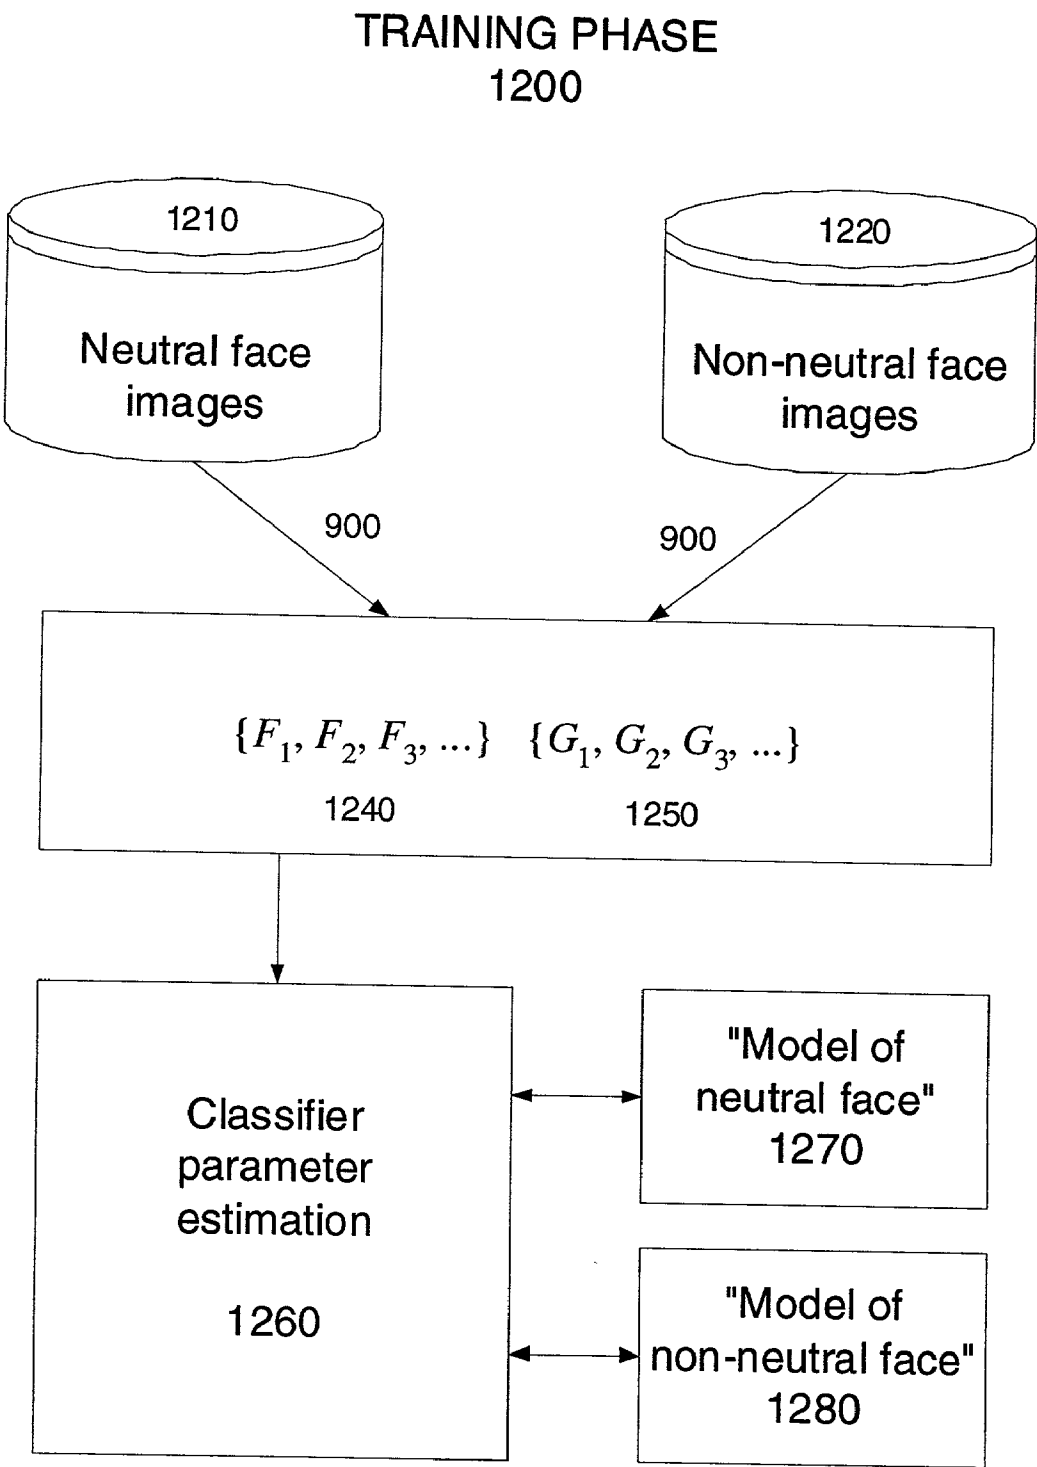 TRAINING PHASE
1200
1210
Neutral face
images
1220
Non-neutral face
images
900
900
{F1, F2, F3, ...} {G1, G2, G3, ...}
1240
1250
Classifier
parameter
estimation
1260
"Model of
neutral face"
1270
"Model of
non-neutral face"
1280